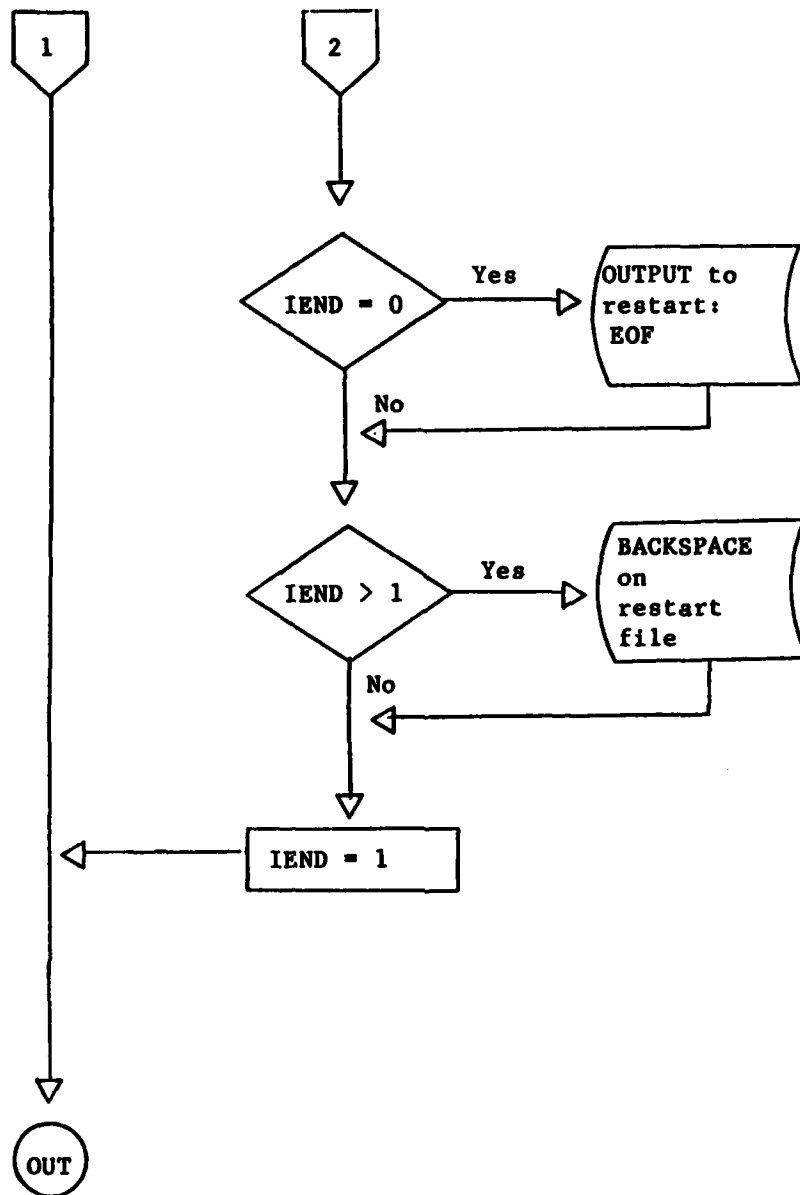 1
2
IEND = 0
Yes
OUTPUT to
restart:
EOF
No
IEND > 1
Yes
BACKSPACE
on
restart
file
No
IEND = 1
OUT